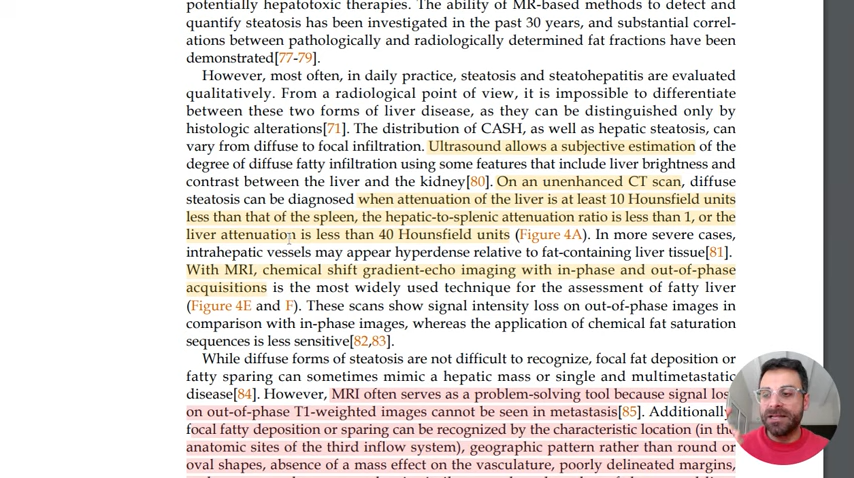 potentially hepatotoxic therapies. The ability of MR-based methods to detect and
quantify steatosis has been investigated in the past 30 years, and substantial correl-
ations between pathologically and radiologically determined fat fractions have been
demonstrated[77-79].
However, most often, in daily practice, steatosis and steatohepatitis are evaluated
qualitatively. From a radiological point of view, it is impossible to differentiate
between these two forms of liver disease, as they can be distinguished only by
histologic alterations[71]. The distribution of CASH, as well as hepatic steatosis, can
vary from diffuse to focal infiltration. Ultrasound allows a subjective estimation of the
degree of diffuse fatty infiltration using some features that include liver brightness and
contrast between the liver and the kidney[80]. On an unenhanced CT scan, diffuse
steatosis can be diagnosed when attenuation of the liver is at least 10 Hounsfield units
less than that of the spleen, the hepatic-to-splenic attenuation ratio is less than 1, or the
liver attenuation is less than 40 Hounsfield units (Figure 4A). In more severe cases,
intrahepatic vessels may appear hyperdense relative to fat-containing liver tissue[81].
With MRI, chemical shift gradient-echo imaging with in-phase and out-of-phase
acquisitions is the most widely used technique for the assessment of fatty liver
(Figure 4E and F). These scans show signal intensity loss on out-of-phase images in
comparison with in-phase images, whereas the application of chemical fat saturation
sequences is less sensitive[82,83].
While diffuse forms of steatosis are not difficult to recognize, focal fat deposition or
fatty sparing can sometimes mimic a hepatic mass or single and multimetastatic
disease[84]. However, MRI often serves as a problem-solving tool because signal
on out-of-phase T1-weighted images cannot be seen in metastasis[85]. Additionally
focal fatty deposition or sparing can be recognized by the characteristic location (in
anatomic sites of the third inflow system), geographic pattern rather than round or
oval shapes, absence of a mass effect on the vasculature, poorly delineated margins,